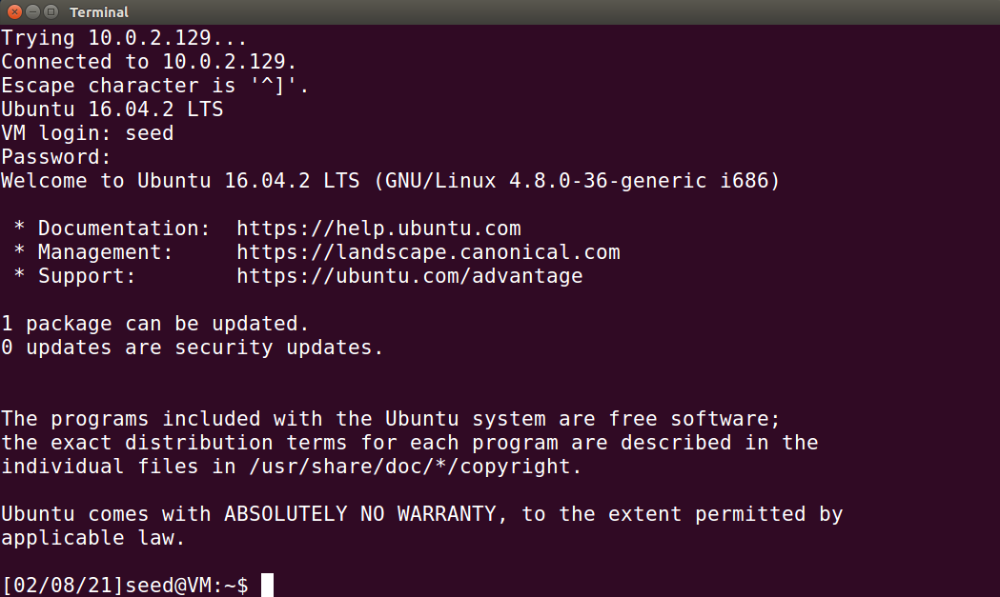 Terminal
Trying 10.0.2.129...
Connected to 10.0.2.129.
Escape character is '^]'.
Ubuntu 16.04.2 LTS
VM login: seed
Password:
Welcome to Ubuntu 16.04.2 LTS (GNU/Linux 4.8.0-36-generic i686)
* Documentation:  https://help.ubuntu.com
* Management:     https://landscape.canonical.com
* Support:        https://ubuntu.com/advantage
1 package can be updated.
0 updates are security updates.
The programs included with the Ubuntu system are free software;
the exact distribution terms for each program are described in the
individual files in /usr/share/doc/*/copyright.
Ubuntu comes with ABSOLUTELY NO WARRANTY, to the extent permitted by
applicable law.
[02/08/21]seed@VM:~$